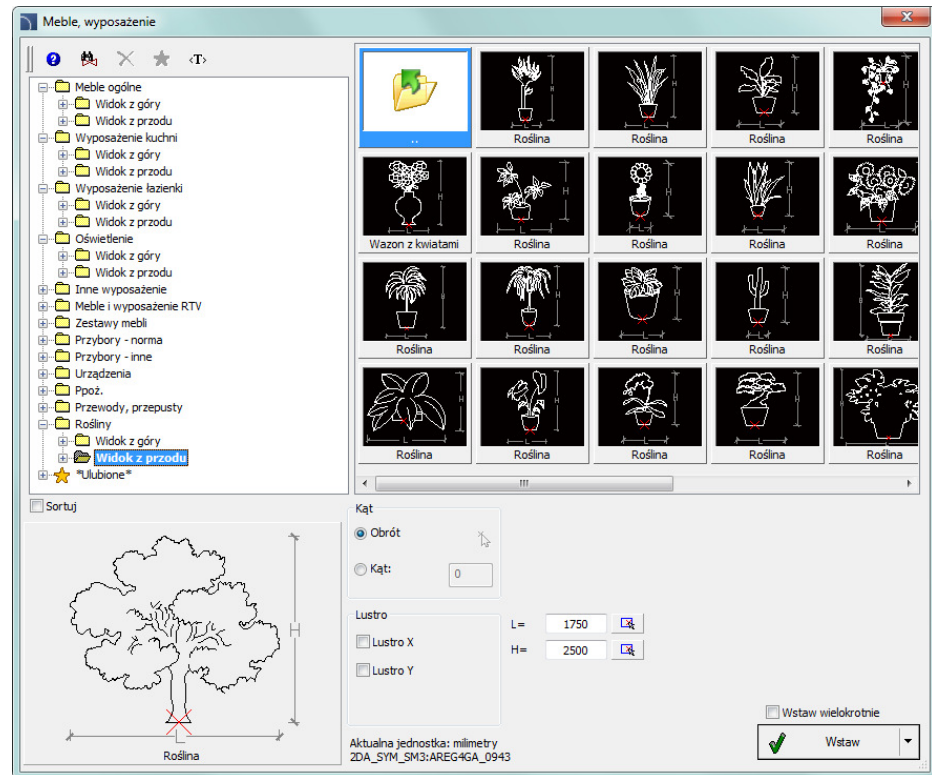 Meble, wyposażenie
<T>
Meble ogólne
Widok z góry
Widok z przodu
Wyposażenie kuchni
Widok z góry
Widok z przodu
Wyposażenie łazienki
Widok z góry
Widok z przodu
Oświetlenie
Widok z góry
Widok z przodu
Inne wyposażenie
Meble i wyposażenie RTV
Zestawy mebli
Przybory - norma
Przybory - inne
Urządzenia
Ppoż.
Przewody, przepusty
Rośliny
Widok z góry
Widok z przodu
*Ulubione*
.. Roślina Roślina Roślina Roślina
Wazon z kwiatami Roślina Roślina Roślina Roślina
Roślina Roślina Roślina Roślina Roślina
Roślina Roślina Roślina Roślina Roślina
Sortuj
H
L
Roślina
Kąt
Obrót
Kąt: 0
Lustro
Lustro X
Lustro Y
L= 1750
H= 2500
Aktualna jednostka: milimetry
2DA_SYM_SM3:AREG4GA_0943
Wstaw wielokrotnie
Wstaw